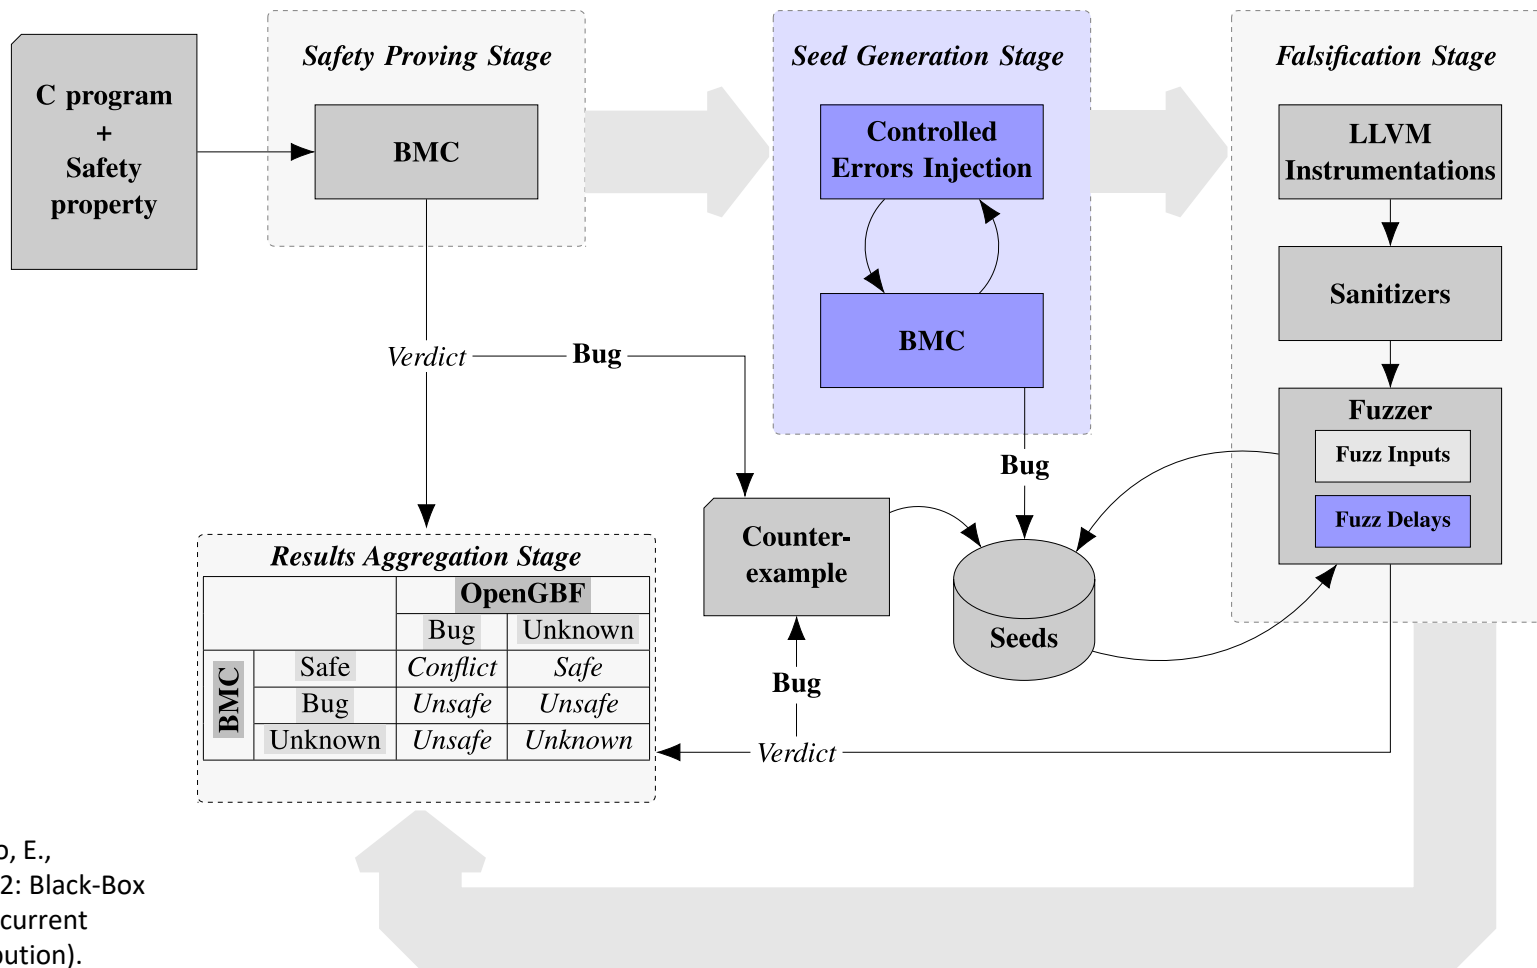 C program
+
Safety
property
Safety Proving Stage
BMC
Seed Generation Stage
Controlled
Errors Injection
BMC
Falsification Stage
LLVM
Instrumentations
Sanitizers
Fuzzer
Fuzz Inputs
Fuzz Delays
Verdict
Bug
Bug
Counter-
example
Seeds
Bug
Verdict
Results Aggregation Stage
OpenGBF
Bug Unknown
BMC
Safe Conflict Safe
Bug Unsafe Unsafe
Unknown Unsafe Unknown
E.,
2: Black-Box
current
bution).